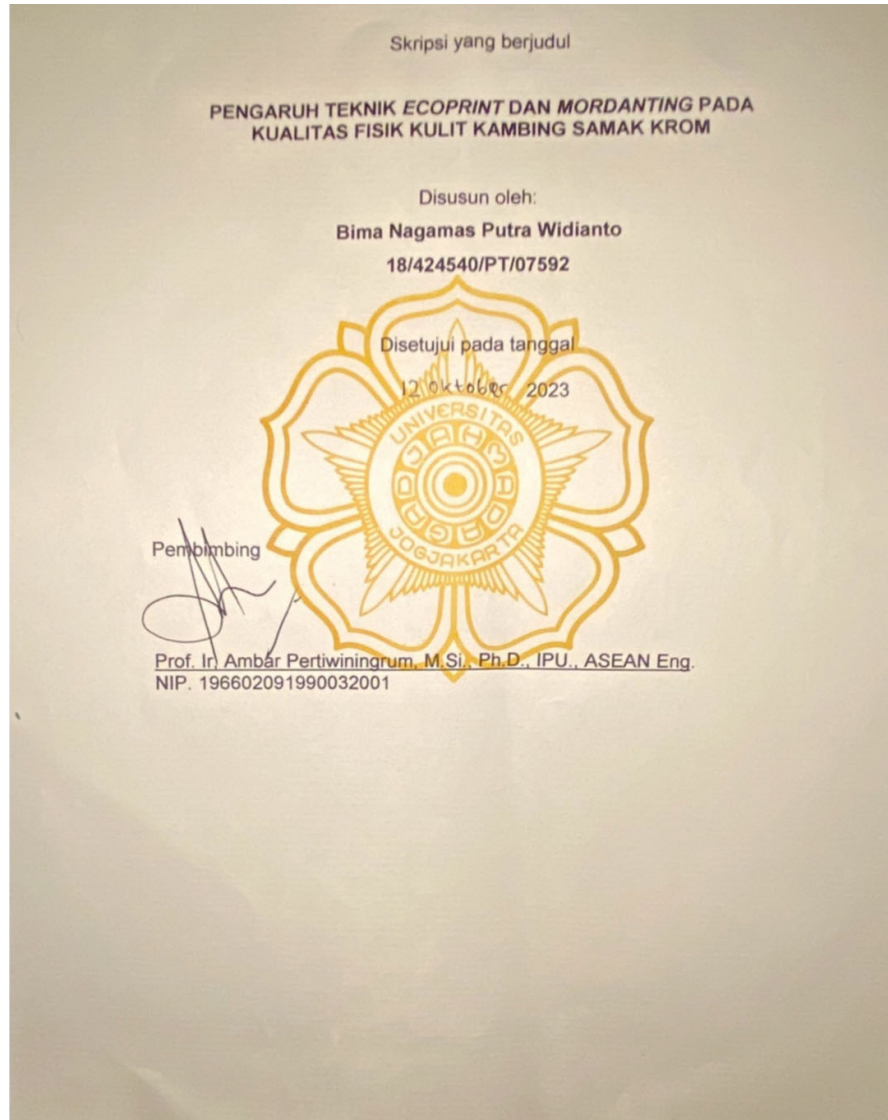 Skripsi yang berjudul
PENGARUH TEKNIK ECOPRINT DAN MORDANTING PADA
KUALITAS FISIK KULIT KAMBING SAMAK KROM
Disusun oleh:
Bima Nagamas Putra Widianto
18/424540/PT/07592
Disetujui pada tanggal
12 Oktober 2023
UNIVERSITAS
GADJAH MADA
JOGJAKARTA
Pembimbing
Prof. Ir. Ambar Pertiwiningrum, M.Si., Ph.D., IPU., ASEAN Eng.
NIP. 196602091990032001